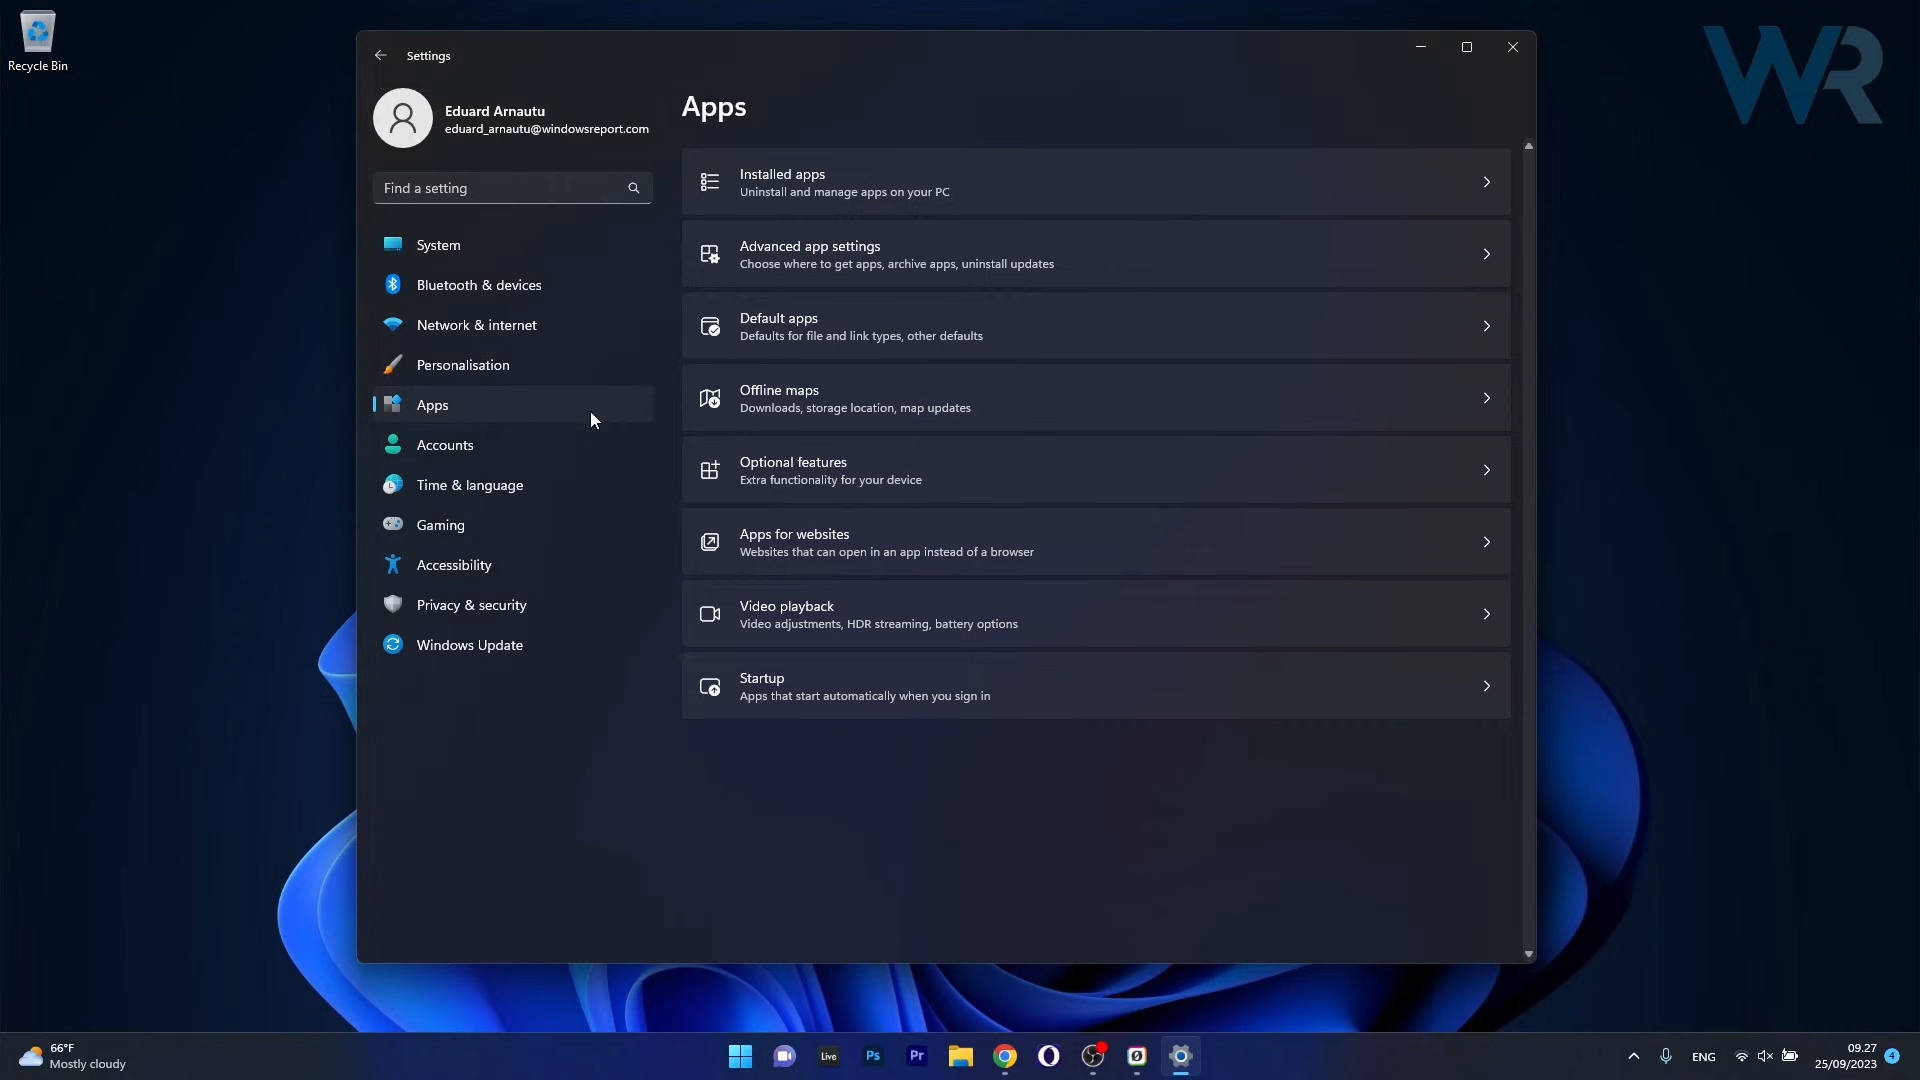 Recycle Bin
WR
Settings
Eduard Arnautu
eduard_arnautu@windowsreport.com
Find a setting
System
Bluetooth & devices
Network & internet
Personalisation
Apps
Accounts
Time & language
Gaming
Accessibility
Privacy & security
Windows Update
Apps
Installed apps
Uninstall and manage apps on your PC
Advanced app settings
Choose where to get apps, archive apps, uninstall updates
Default apps
Defaults for file and link types, other defaults
Offline maps
Downloads, storage location, map updates
Optional features
Extra functionality for your device
Apps for websites
Websites that can open in an app instead of a browser
Video playback
Video adjustments, HDR streaming, battery options
Startup
Apps that start automatically when you sign in
66°F
Mostly cloudy
Live
Ps
Pr
ENG
09.27
25/09/2023
4